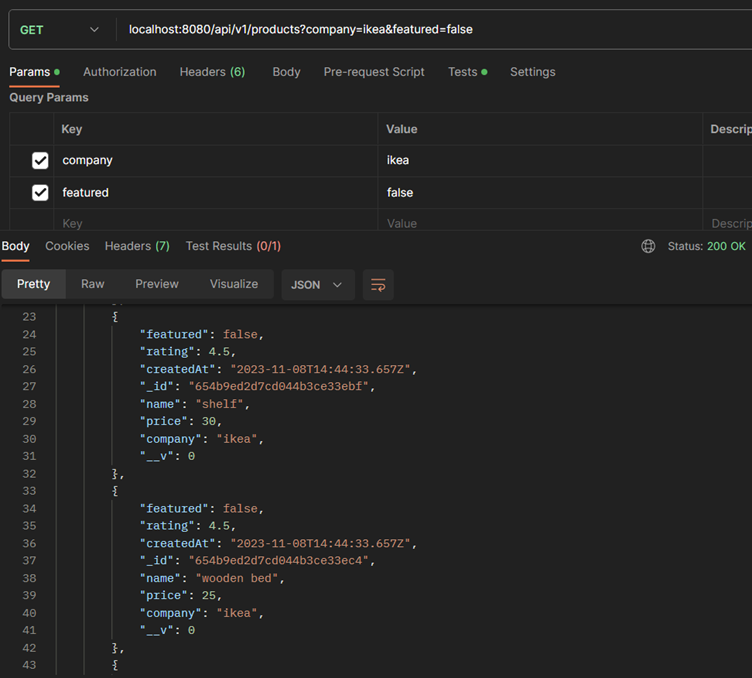 GET localhost:8080/api/v1/products?company=ikea&featured=false
Params Authorization Headers (6) Body Pre-request Script Tests Settings
Query Params
Key Value Descrip
company ikea
featured false
Key Value Descrip
Body Cookies Headers (7) Test Results (0/1) Status: 200 OK
Pretty Raw Preview Visualize JSON
23 {
24 "featured": false,
25 "rating": 4.5,
26 "createdAt": "2023-11-08T14:44:33.657Z",
27 "_id": "654b9ed2d7cd044b3ce33ebf",
28 "name": "shelf",
29 "price": 30,
30 "company": "ikea",
31 "__v": 0
32 },
33 {
34 "featured": false,
35 "rating": 4.5,
36 "createdAt": "2023-11-08T14:44:33.657Z",
37 "_id": "654b9ed2d7cd044b3ce33ec4",
38 "name": "wooden bed",
39 "price": 25,
40 "company": "ikea",
41 "__v": 0
42 },
43 {